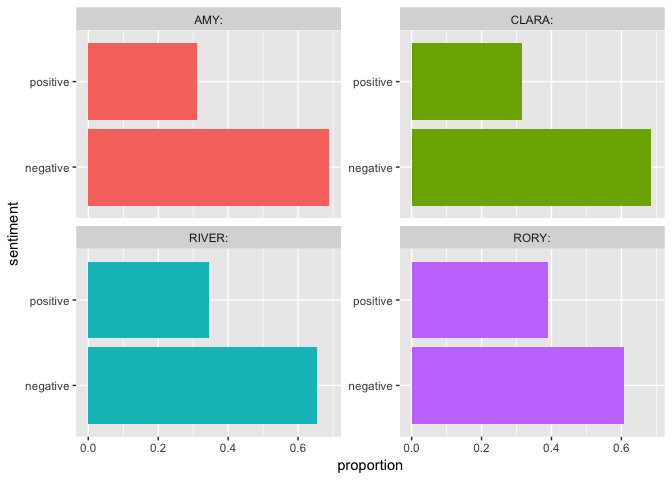 AMY:
CLARA:
positive
negative
positive
negative
RIVER:
RORY:
positive
negative
positive
negative
0.0 0.2 0.4 0.6
0.0 0.2 0.4 0.6
proportion
sentiment